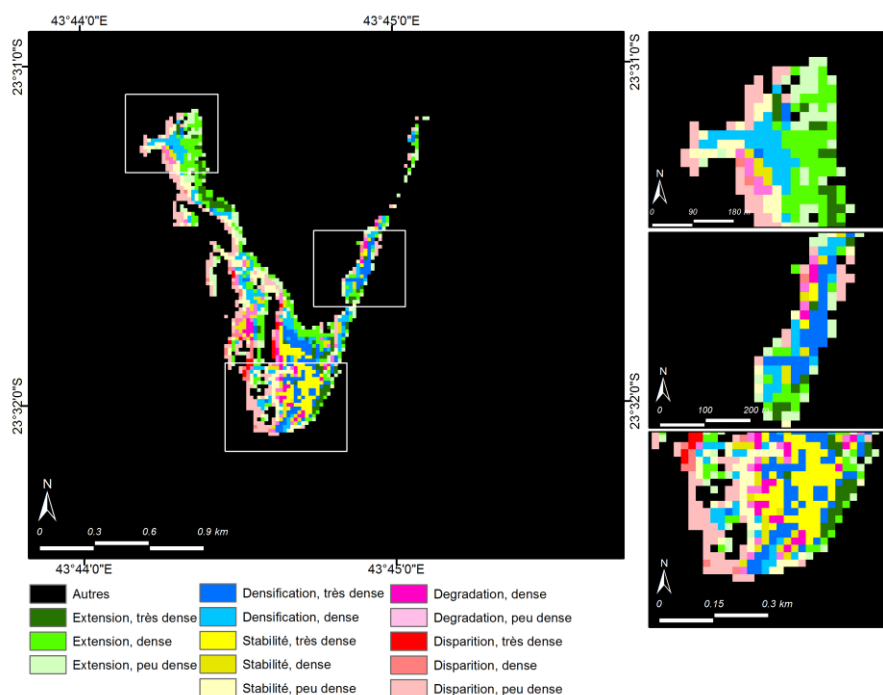 43°44'0"E 43°45'0"E
23°31'0"S
23°31'0"S
N
0 90 180 m
N
0 100 200 m
23°32'0"S
23°32'0"S
N
0 0.3 0.6 0.9 km
N
0 0.15 0.3 km
43°44'0"E 43°45'0"E
Autres
Extension, très dense
Extension, dense
Extension, peu dense
Densification, très dense
Densification, dense
Stabilité, très dense
Stabilité, dense
Stabilité, peu dense
Degradation, dense
Degradation, peu dense
Disparition, très dense
Disparition, dense
Disparition, peu dense